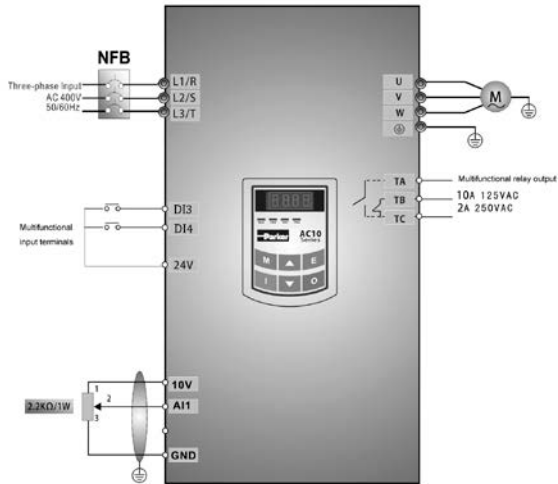 NFB
Three-phase input
AC 400V
50/60Hz
L1/R
L2/S
L3/T
U
V
W
M
TA
TB
TC
Multifunctional relay output
10A 125VAC
2A 250VAC
8888
Parker
AC10
Series
M
E
I
O
Multifunctional
input terminals
DI3
DI4
24V
2.2KΩ/1W
1
2
3
10V
AI1
GND